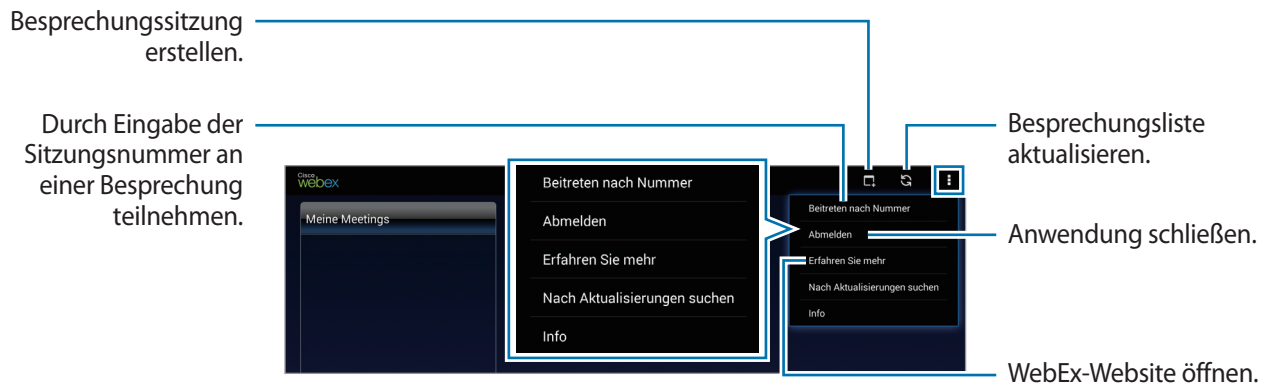 Besprechungssitzung
erstellen.
Durch Eingabe der
Sitzungsnummer an
einer Besprechung
teilnehmen.
Besprechungsliste
aktualisieren.
Cisco
webex
Meine Meetings
Beitreten nach Nummer
Abmelden
Erfahren Sie mehr
Nach Aktualisierungen suchen
Info
Beitreten nach Nummer
Abmelden
Erfahren Sie mehr
Nach Aktualisierungen suchen
Info
Anwendung schließen.
WebEx-Website öffnen.